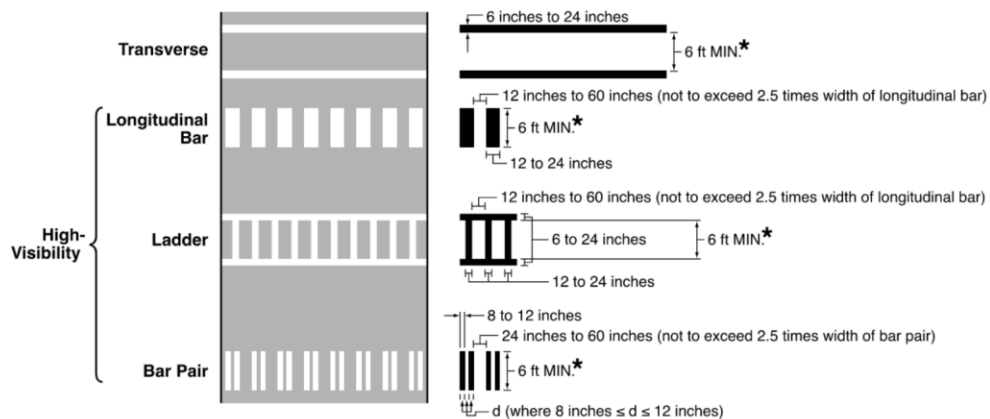 6 inches to 24 inches
Transverse
6 ft MIN.*
12 inches to 60 inches (not to exceed 2.5 times width of longitudinal bar)
Longitudinal
Bar
6 ft MIN.*
12 to 24 inches
12 inches to 60 inches (not to exceed 2.5 times width of longitudinal bar)
High-
Visibility
Ladder
6 to 24 inches
6 ft MIN.*
12 to 24 inches
8 to 12 inches
24 inches to 60 inches (not to exceed 2.5 times width of bar pair)
Bar Pair
6 ft MIN.*
d (where 8 inches ≤ d ≤ 12 inches)